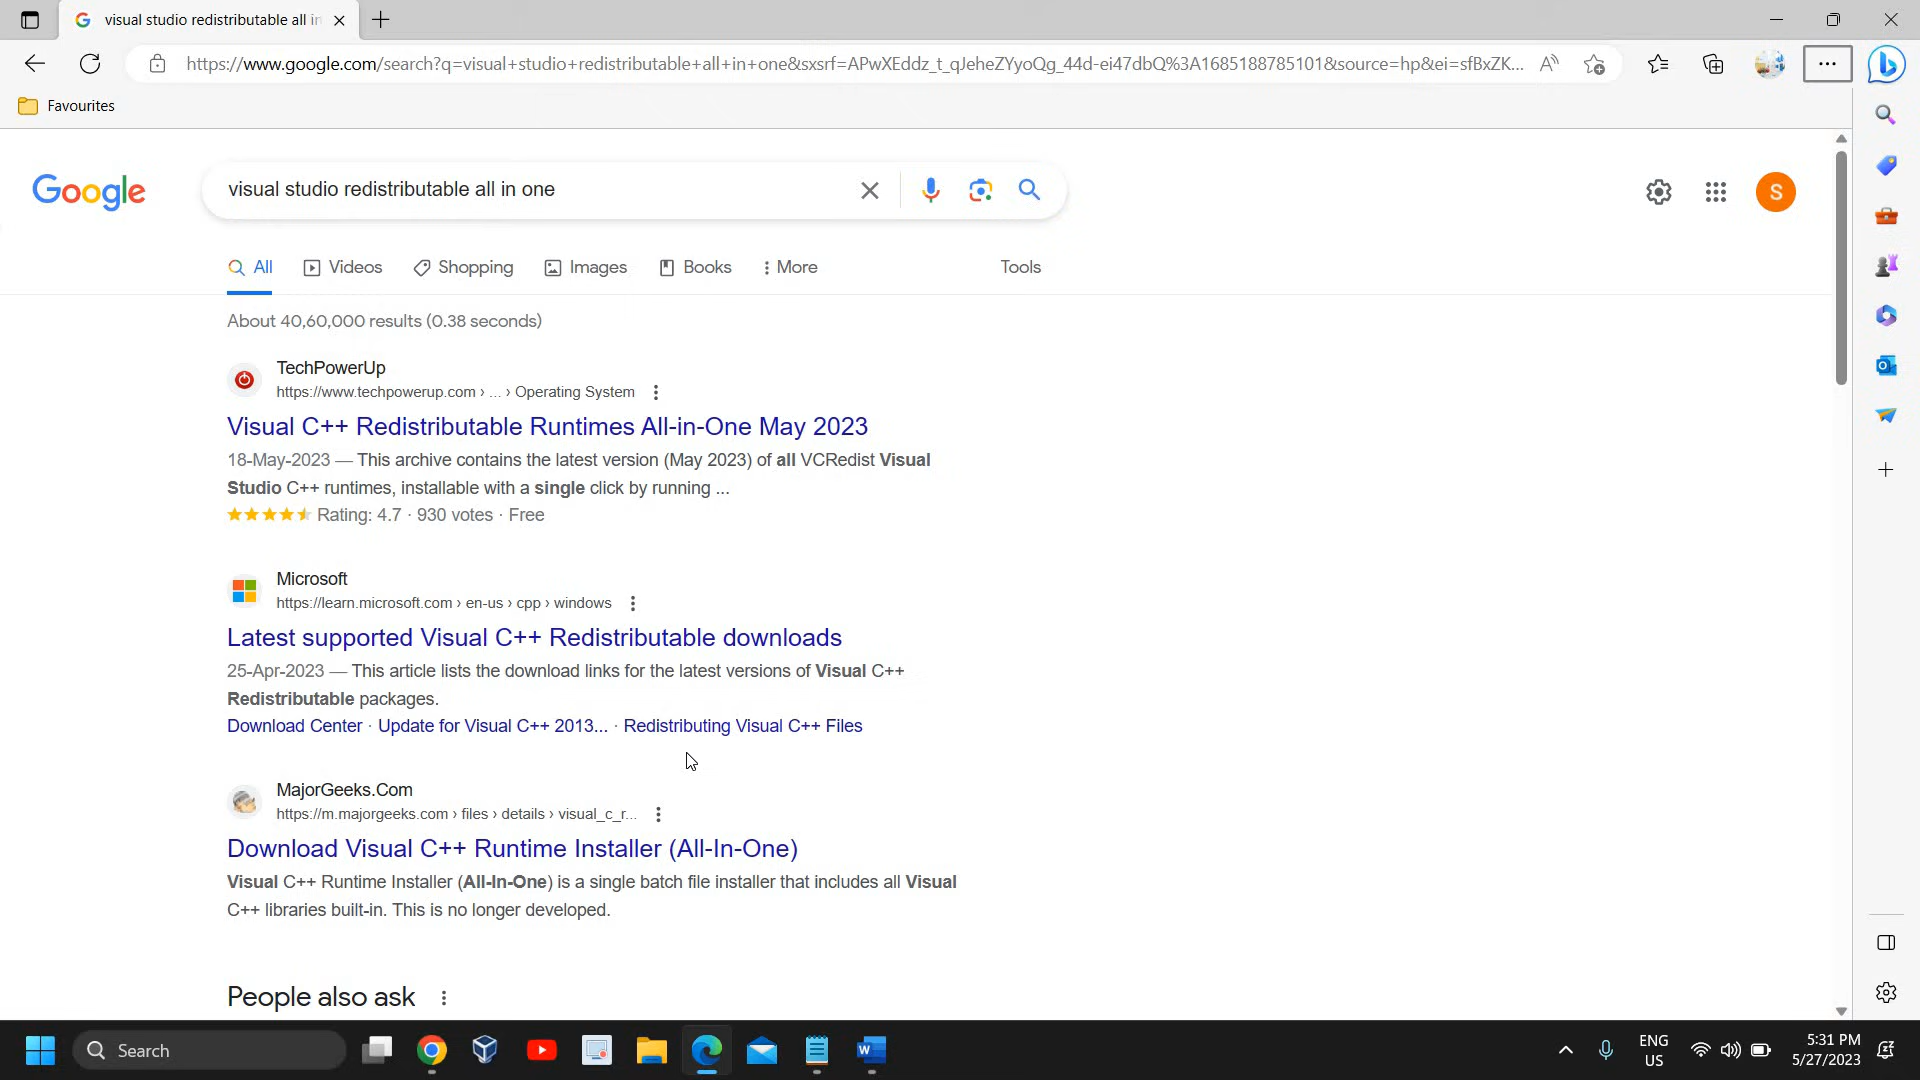 visual studio redistributable all in
https://www.google.com/search?q=visual+studio+redistributable+all+in+one&sxsrf=APwXEddz_t_qJeheZYyoQg_44d-ei47dbQ%3A1685188785101&source=hp&ei=sfBxZK...
Favourites
Google
visual studio redistributable all in one
S
All
Videos
Shopping
Images
Books
More
Tools
About 40,60,000 results (0.38 seconds)
TechPowerUp
https://www.techpowerup.com › ... › Operating System
Visual C++ Redistributable Runtimes All-in-One May 2023
18-May-2023 — This archive contains the latest version (May 2023) of all VCRedist Visual
Studio C++ runtimes, installable with a single click by running ...
Rating: 4.7 · 930 votes · Free
Microsoft
https://learn.microsoft.com › en-us › cpp › windows
Latest supported Visual C++ Redistributable downloads
25-Apr-2023 — This article lists the download links for the latest versions of Visual C++
Redistributable packages.
Download Center · Update for Visual C++ 2013... · Redistributing Visual C++ Files
MajorGeeks.Com
https://m.majorgeeks.com › files › details › visual_c_r...
Download Visual C++ Runtime Installer (All-In-One)
Visual C++ Runtime Installer (All-In-One) is a single batch file installer that includes all Visual
C++ libraries built-in. This is no longer developed.
People also ask
Search
ENG
US
5:31 PM
5/27/2023